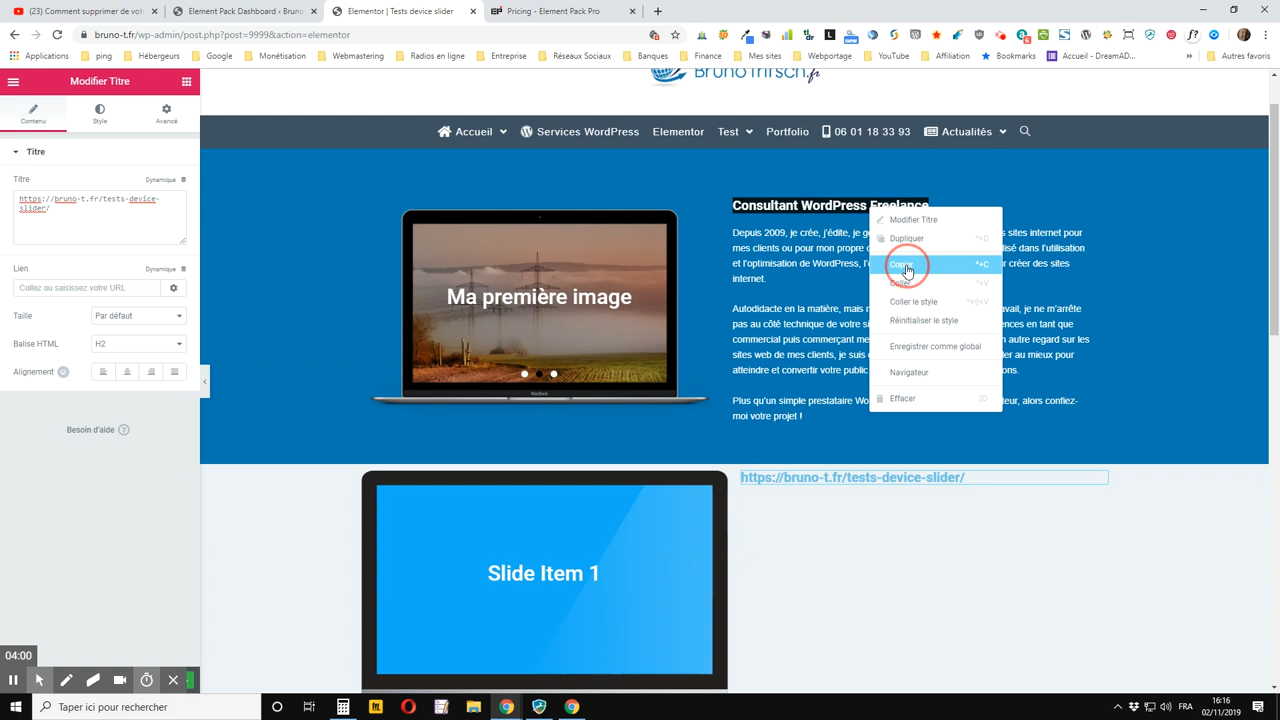 (23) Comment supprimer de votre
Element Pack Dashboard ‹ Bruno
Elementor | Tests device slider
Pricing - Element Pack Pro
bruno-t.fr/wp-admin/post.php?post=9999&action=elementor
Applications
ping
Hébergeurs
Google
Monétisation
Webmastering
Radios en ligne
Entreprise
Réseaux Sociaux
Banques
Finance
Mes sites
Webportage
YouTube
Affiliation
Bookmarks
Accueil - DreamAD...
»
Autres favoris
Modifier Titre
BrunoTritsch.fr
Contenu
Style
Avancé
Accueil
Services WordPress
Elementor
Test
Portfolio
06 01 18 33 93
Actualités
Titre
Titre
Dynamique
https://bruno-t.fr/tests-device-
slider/
Lien
Dynamique
Collez ou saisissez votre URL
Taille
Par défaut
Balise HTML
H2
Alignement
Besoin d'aide
Ma première image
MacBook
Consultant WordPress Freelance
Depuis 2009, je crée, j'édite, je g
s sites internet pour
mes clients ou pour mon propre c
lisé dans l'utilisation
et l'optimisation de WordPress, l'e
r créer des sites
internet.
Autodidacte en la matière, mais r
avail, je ne m'arrête
pas au côté technique de votre si
ences en tant que
commercial puis commerçant me
n autre regard sur les
sites web de mes clients, je suis c
ler au mieux pour
atteindre et convertir votre public
ons.
Plus qu'un simple prestataire Wo
teur, alors confiez-
moi votre projet !
Modifier Titre
Dupliquer
^+D
Copier
^+C
Coller
^+V
Coller le style
^+⇧+V
Réinitialiser le style
Enregistrer comme global
Navigateur
Effacer
https://bruno-t.fr/tests-device-slider/
Slide Item 1
04:00
Taper ici pour rechercher
FRA
16:16
02/11/2019